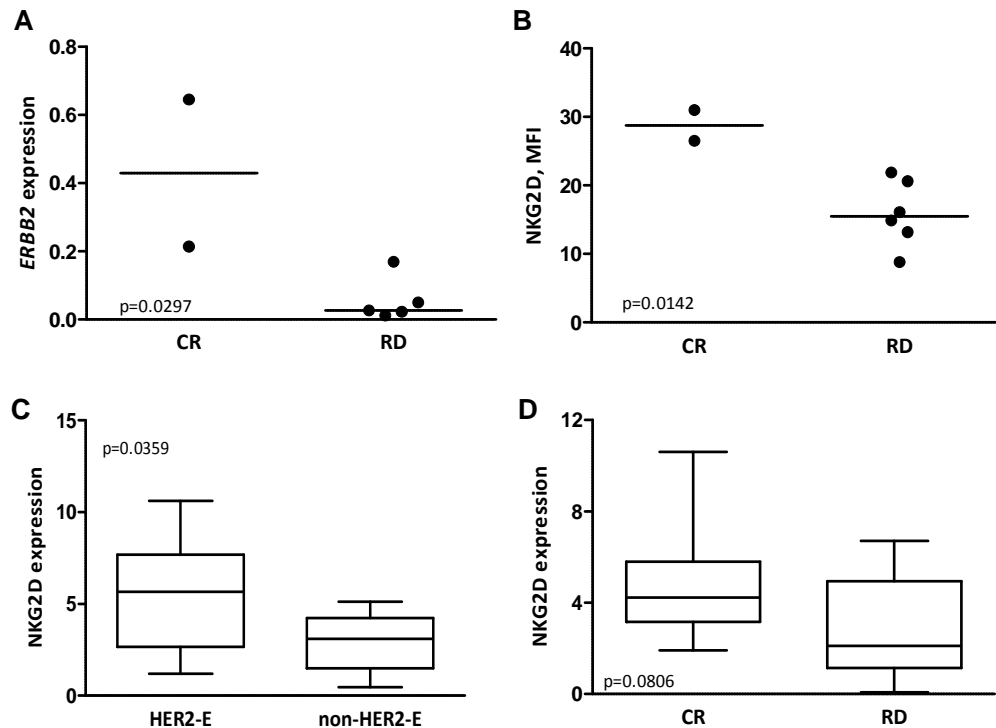 A
ERBB2 expression
0.8
0.6
0.4
0.2
0.0
p=0.0297
CR
RD
B
NKG2D, MFI
40
30
20
10
0
p=0.0142
CR
RD
C
NKG2D expression
15
10
5
0
p=0.0359
HER2-E
non-HER2-E
D
NKG2D expression
12
8
4
0
p=0.0806
CR
RD